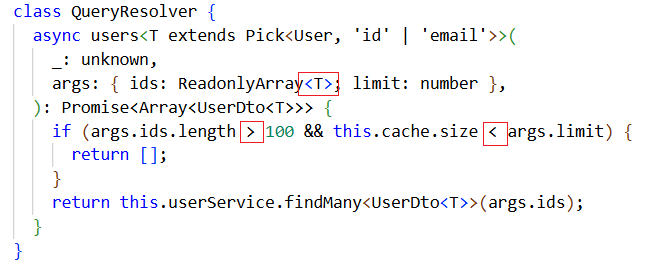 class QueryResolver {
  async users<T extends Pick<User, 'id' | 'email'>>(
    _: unknown,
    args: { ids: ReadonlyArray<T>; limit: number },
  ): Promise<Array<UserDto<T>>> {
    if (args.ids.length > 100 && this.cache.size < args.limit) {
      return [];
    }
    return this.userService.findMany<UserDto<T>>(args.ids);
  }
}